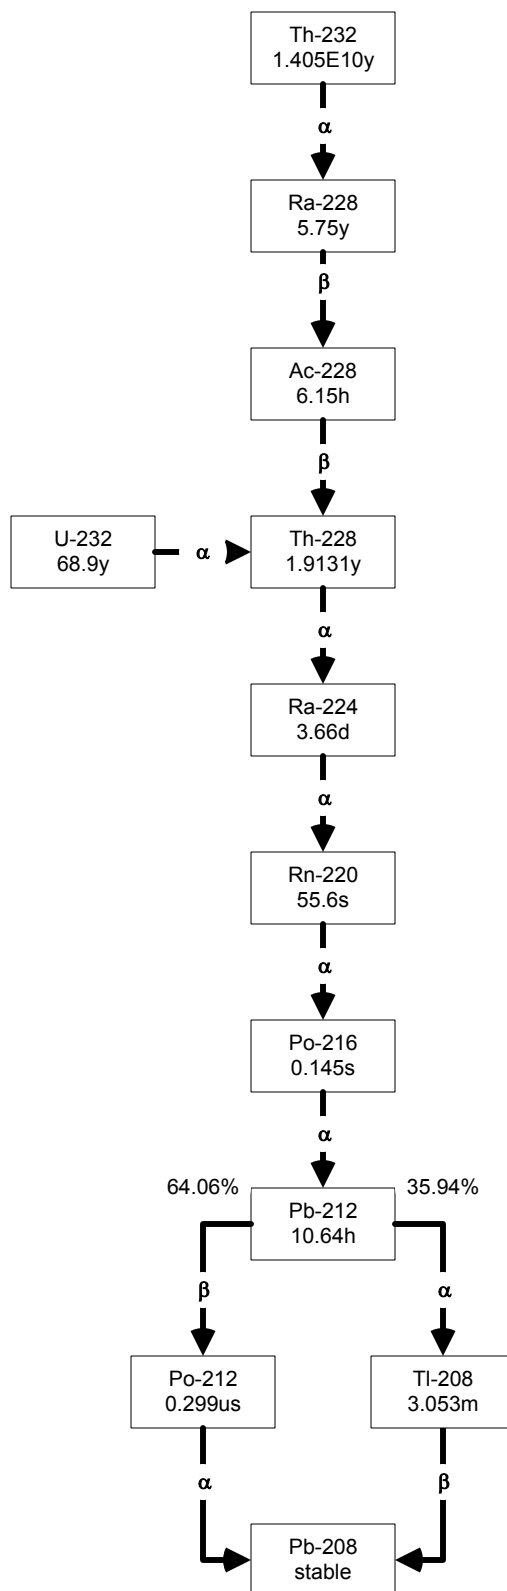 Th-232
1.405E10y
α
Ra-228
5.75y
β
Ac-228
6.15h
β
U-232
68.9y
α
Th-228
1.9131y
α
Ra-224
3.66d
α
Rn-220
55.6s
α
Po-216
0.145s
α
64.06%
35.94%
Pb-212
10.64h
β
α
Po-212
0.299us
Tl-208
3.053m
α
β
Pb-208
stable